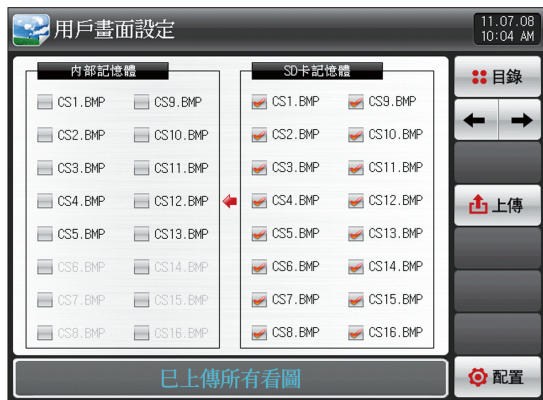 用戶畫面設定
11.07.08
10:04 AM
内部記憶體
CS1.BMP CS9.BMP
CS2.BMP CS10.BMP
CS3.BMP CS11.BMP
CS4.BMP CS12.BMP
CS5.BMP CS13.BMP
CS6.BMP CS14.BMP
CS7.BMP CS15.BMP
CS8.BMP CS16.BMP
SD卡記憶體
CS1.BMP CS9.BMP
CS2.BMP CS10.BMP
CS3.BMP CS11.BMP
CS4.BMP CS12.BMP
CS5.BMP CS13.BMP
CS6.BMP CS14.BMP
CS7.BMP CS15.BMP
CS8.BMP CS16.BMP
目錄
上傳
配置
已上傳所有看圖